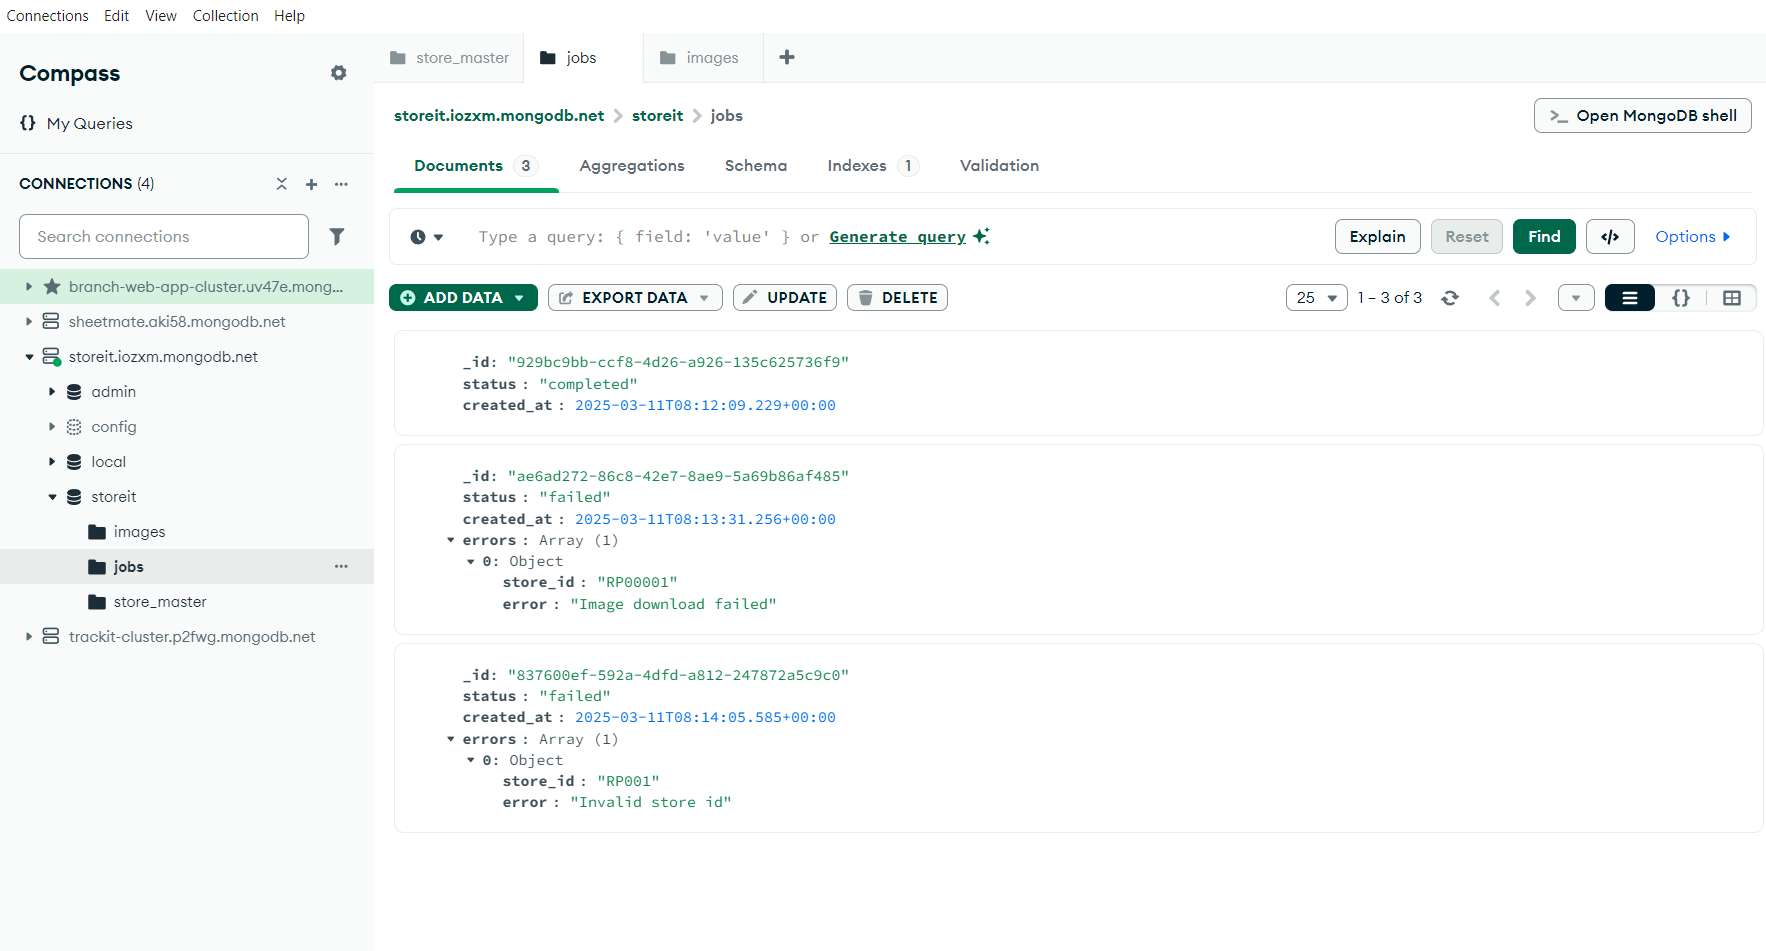 Connections Edit View Collection Help
Compass
store_master jobs images
{} My Queries
storeit.iozxm.mongodb.net > storeit > jobs
>_ Open MongoDB shell
Documents 3 Aggregations Schema Indexes 1 Validation
CONNECTIONS (4)
Search connections
Type a query: { field: 'value' } or Generate query
Explain Reset Find </> Options
ADD DATA EXPORT DATA UPDATE DELETE
25 1 – 3 of 3 {}
branch-web-app-cluster.uv47e.mong...
sheetmate.aki58.mongodb.net
storeit.iozxm.mongodb.net
admin
config
local
storeit
images
jobs
store_master
trackit-cluster.p2fwg.mongodb.net
_id: "929bc9bb-ccf8-4d26-a926-135c625736f9"
status : "completed"
created_at : 2025-03-11T08:12:09.229+00:00
_id: "ae6ad272-86c8-42e7-8ae9-5a69b86af485"
status : "failed"
created_at : 2025-03-11T08:13:31.256+00:00
errors : Array (1)
0: Object
store_id : "RP00001"
error : "Image download failed"
_id: "837600ef-592a-4dfd-a812-247872a5c9c0"
status : "failed"
created_at : 2025-03-11T08:14:05.585+00:00
errors : Array (1)
0: Object
store_id : "RP001"
error : "Invalid store id"